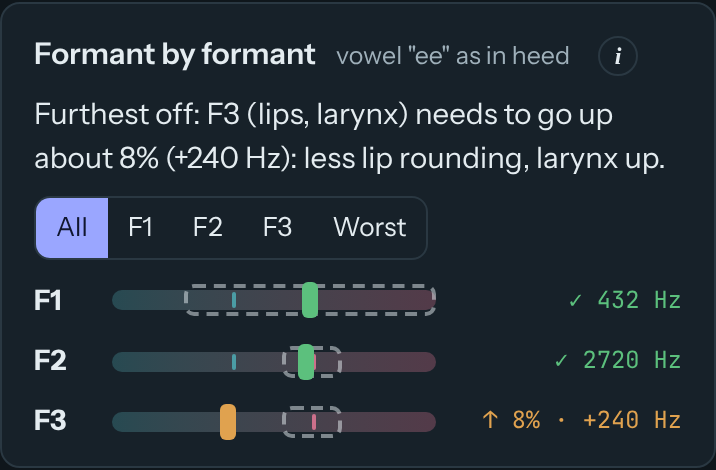 Formant by formant vowel "ee" as in heed i
Furthest off: F3 (lips, larynx) needs to go up
about 8% (+240 Hz): less lip rounding, larynx up.
All F1 F2 F3 Worst
F1 ✓ 432 Hz
F2 ✓ 2720 Hz
F3 ↑ 8% · +240 Hz